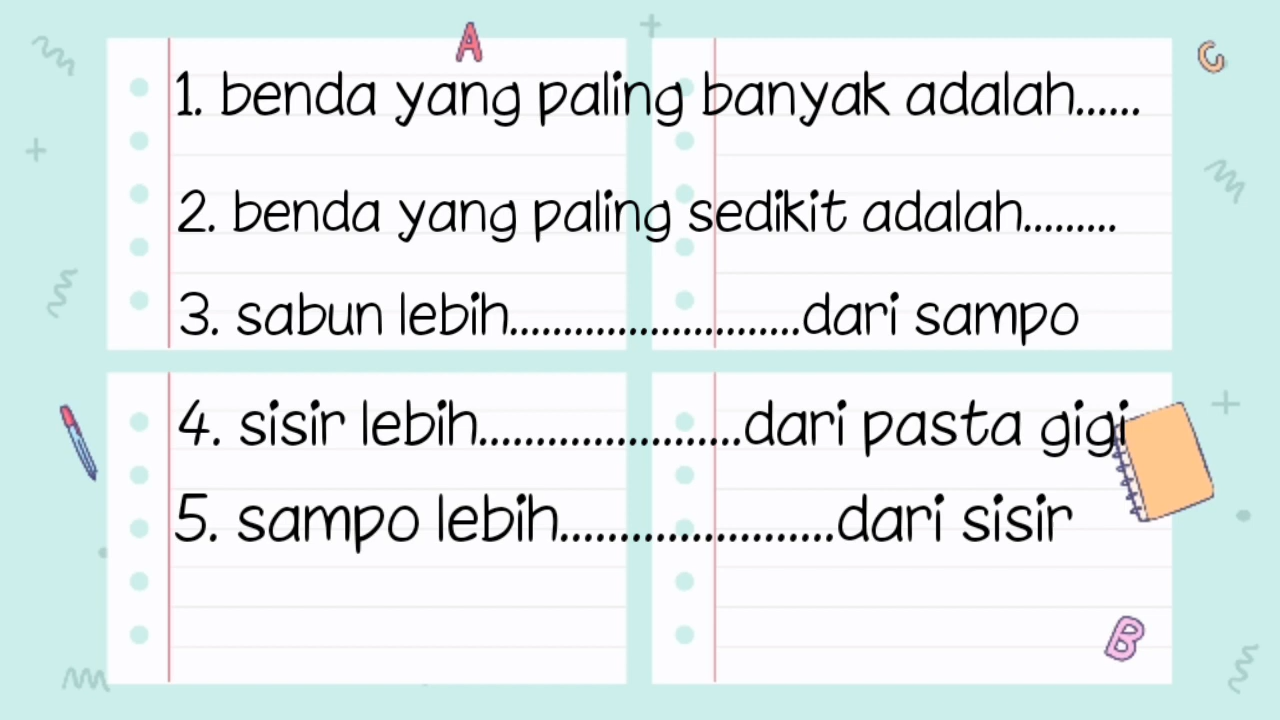 A
1. benda yang paling banyak adalah......
2. benda yang paling sedikit adalah.........
3. sabun lebih...........................dari sampo
4. sisir lebih........................dari pasta gigi
5. sampo lebih.........................dari sisir
C
B